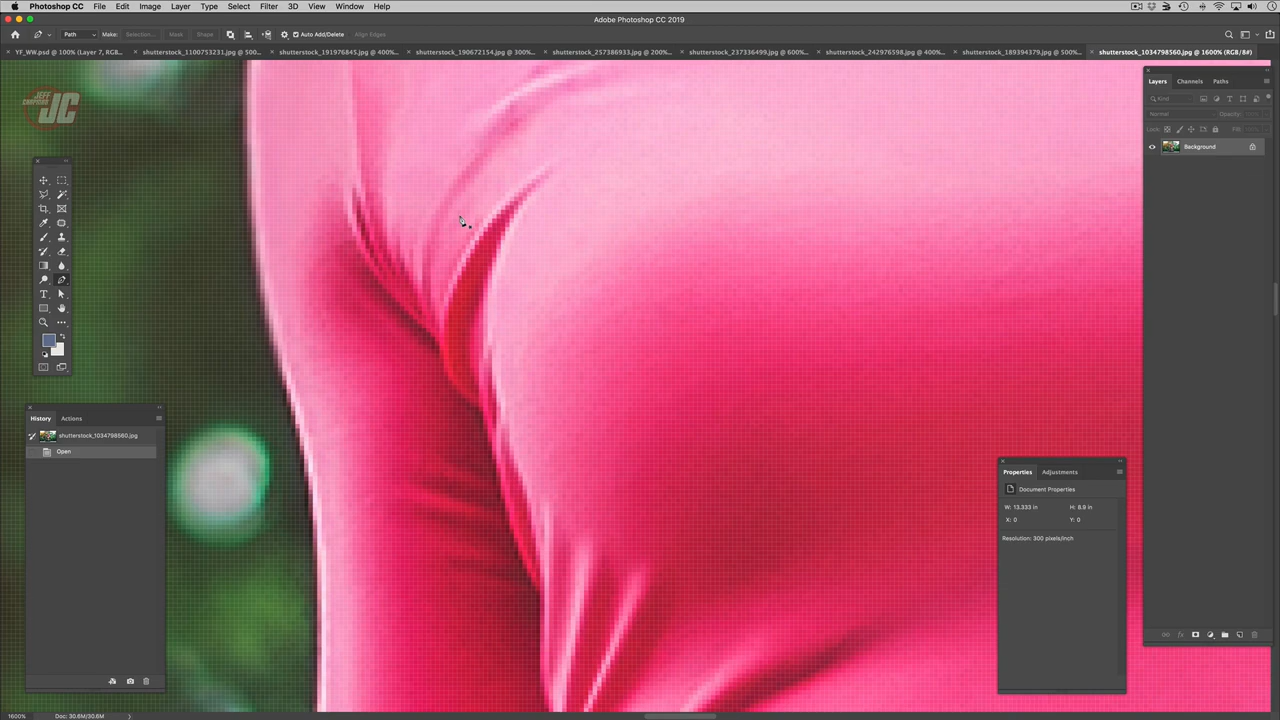 Photoshop CC File Edit Image Layer Type Select Filter 3D View Window Help
Adobe Photoshop CC 2019
Path Make: Selection... Mask Shape Auto Add/Delete Align Edges
YF_WW.psd @ 100% (Layer 7, RGB... shutterstock_1100753231.jpg @ 500... shutterstock_191976845.jpg @ 400%... shutterstock_190672154.jpg @ 300%... shutterstock_257386933.jpg @ 200%... shutterstock_237336499.jpg @ 600%... shutterstock_242976598.jpg @ 400%... shutterstock_189394379.jpg @ 500%... shutterstock_1034798560.jpg @ 1600% (RGB/8#)
JEFF
CAMPAGNA
JC
Layers Channels Paths
Kind
Normal Opacity:
Lock: Fill:
Background
History Actions
shutterstock_1034798560.jpg
Open
Properties Adjustments
Document Properties
W: 13.333 in H: 8.9 in
X: 0 Y: 0
Resolution: 300 pixels/inch
1600% Doc: 30.6M/30.6M